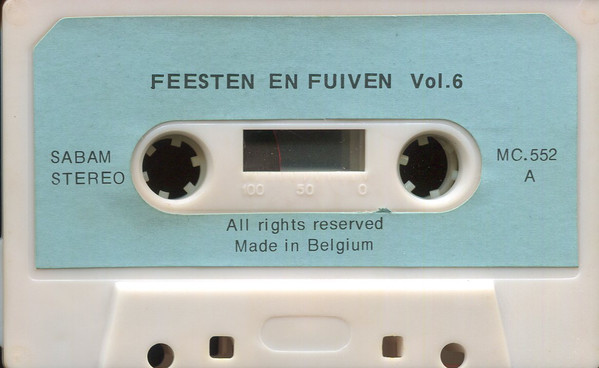 FEESTEN EN FUIVEN Vol.6
SABAM
STEREO
MC.552
A
100 50 0
All rights reserved
Made in Belgium